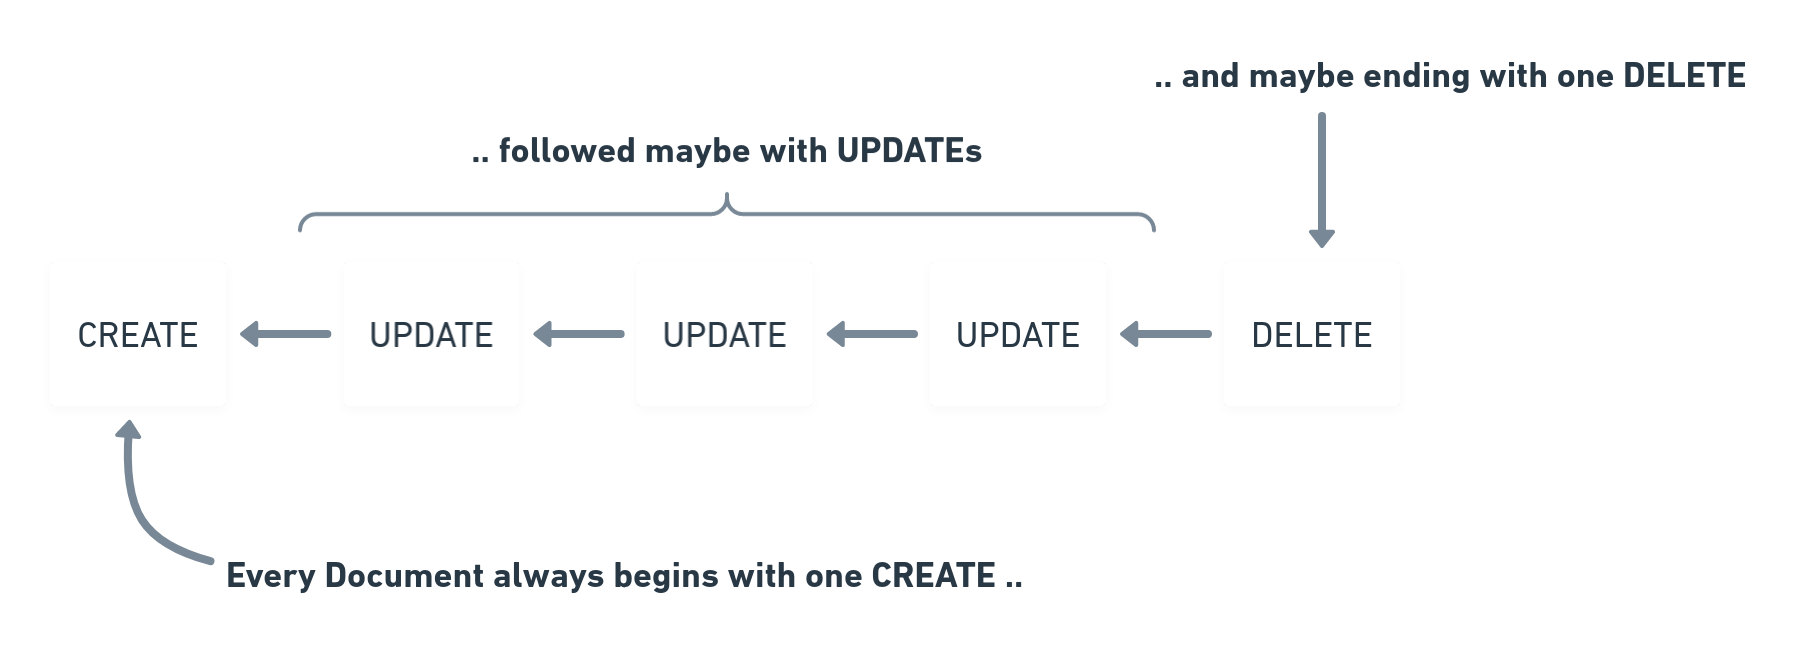 .. and maybe ending with one DELETE
.. followed maybe with UPDATEs
CREATE
UPDATE
UPDATE
UPDATE
DELETE
Every Document always begins with one CREATE ..